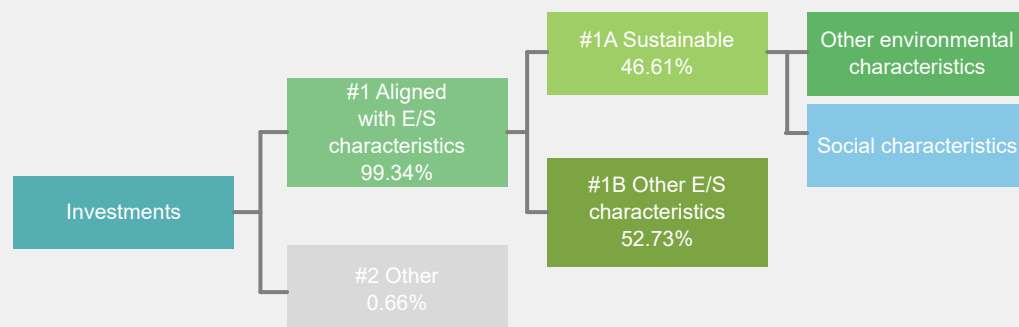 Investments
#1 Aligned
with E/S
characteristics
99.34%
#2 Other
0.66%
#1A Sustainable
46.61%
#1B Other E/S
characteristics
52.73%
Other environmental
characteristics
Social characteristics